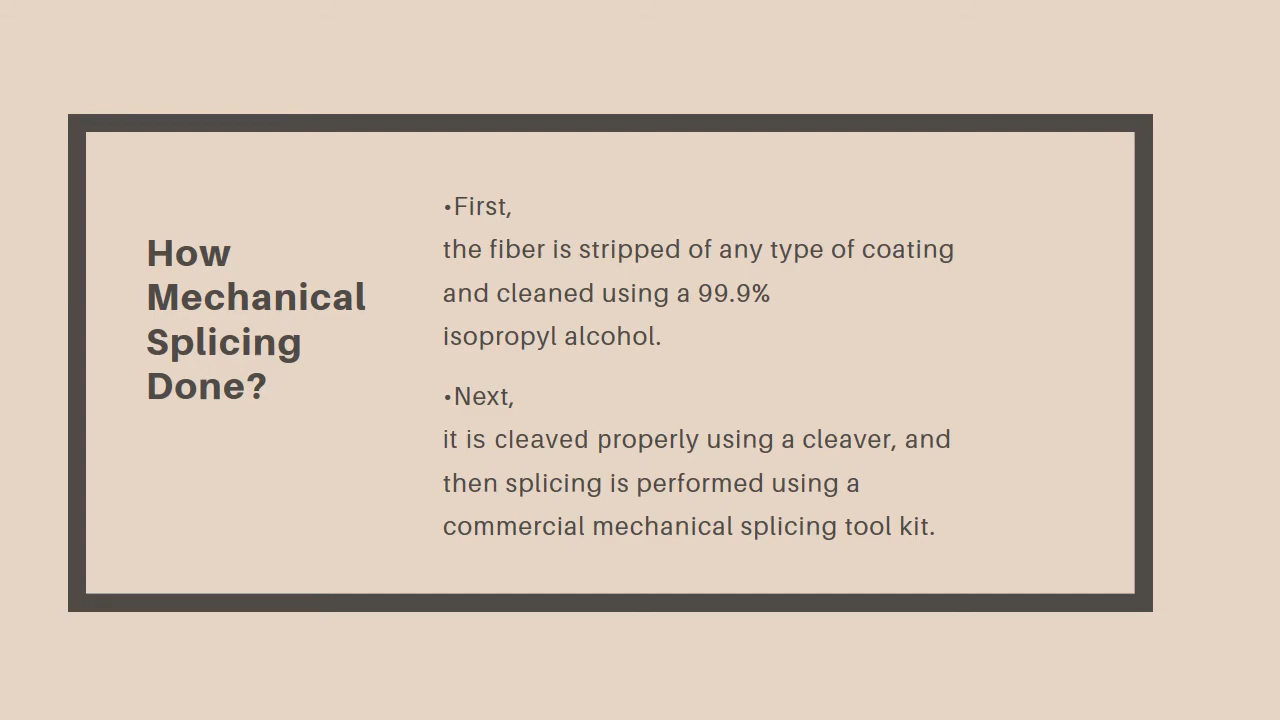 How
Mechanical
Splicing
Done?
•First,
the fiber is stripped of any type of coating
and cleaned using a 99.9%
isopropyl alcohol.
•Next,
it is cleaved properly using a cleaver, and
then splicing is performed using a
commercial mechanical splicing tool kit.